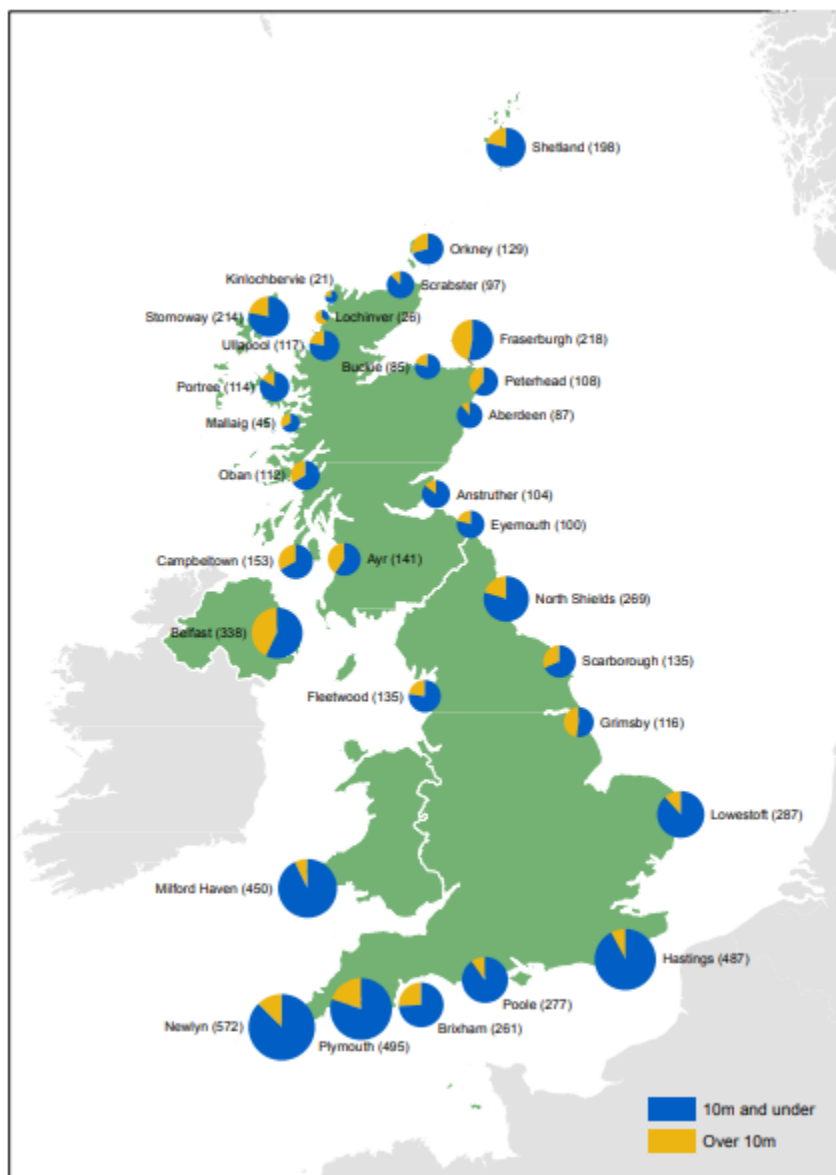 Shetland (198)
Orkney (129)
Kinlochbervie (21)
Scrabster (97)
Stornoway (214)
Lochinver (26)
Fraserburgh (218)
Ullapool (117)
Buckie (85)
Peterhead (108)
Portree (114)
Aberdeen (87)
Mallaig (45)
Oban (112)
Anstruther (104)
Eyemouth (100)
Campbeltown (153)
Ayr (141)
North Shields (269)
Belfast (338)
Scarborough (135)
Fleetwood (135)
Grimsby (116)
Lowestoft (287)
Milford Haven (450)
Hastings (487)
Poole (277)
Newlyn (572)
Brixham (261)
Plymouth (495)
10m and under
Over 10m